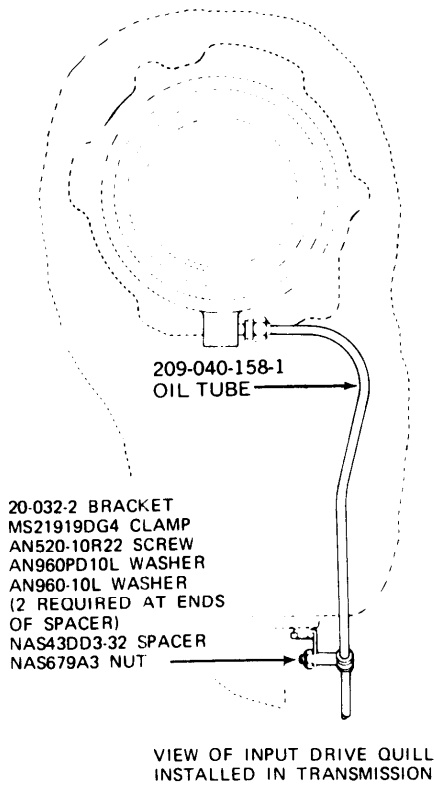 209-040-158-1
OIL TUBE
20-032-2 BRACKET
MS21919DG4 CLAMP
AN520-10R22 SCREW
AN960PD10L WASHER
AN960-10L WASHER
(2 REQUIRED AT ENDS
OF SPACER)
NAS43DD3-32 SPACER
NAS679A3 NUT
VIEW OF INPUT DRIVE QUILL
INSTALLED IN TRANSMISSION